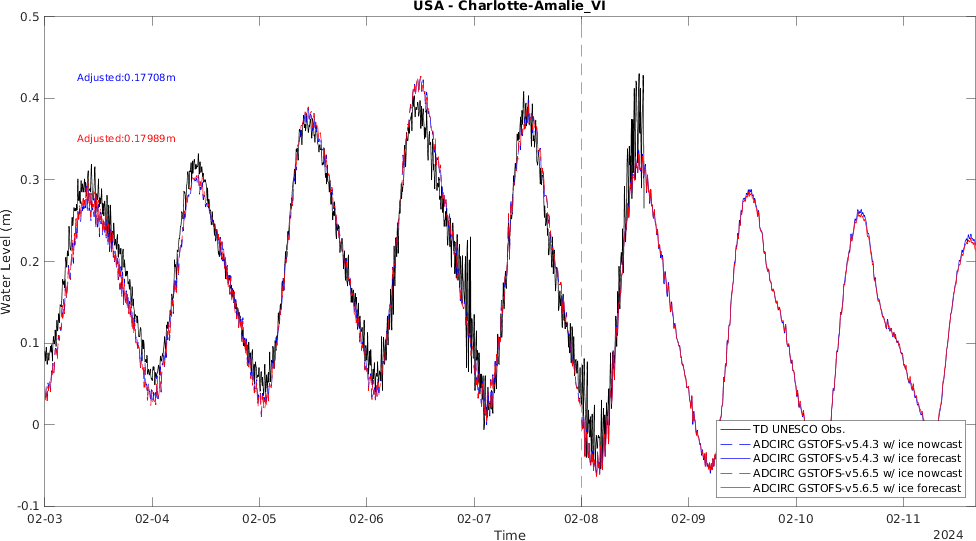 USA - Charlotte-Amalie_VI
0.5
Adjusted:0.17708m
0.4
Adjusted:0.17989m
0.3
Water Level (m)
0.2
0.1
0
-0.1
TD UNESCO Obs.
ADCIRC GSTOFS-v5.4.3 w/ ice nowcast
ADCIRC GSTOFS-v5.4.3 w/ ice forecast
ADCIRC GSTOFS-v5.6.5 w/ ice nowcast
ADCIRC GSTOFS-v5.6.5 w/ ice forecast
02-03 02-04 02-05 02-06 02-07 02-08 02-09 02-10 02-11
Time
2024